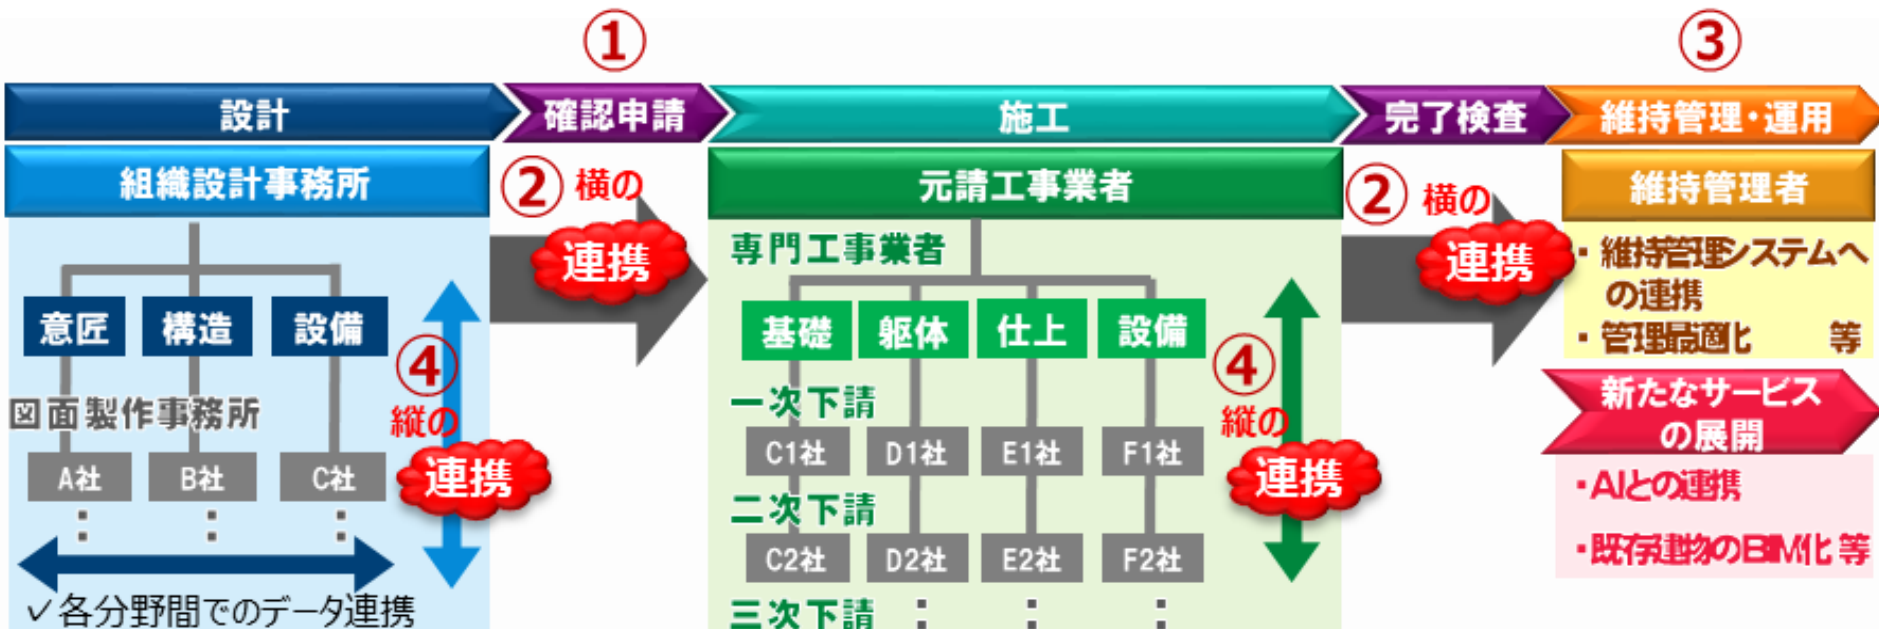 ① ③
設計 確認申請 施工 完了検査 維持管理・運用
組織設計事務所 ② 横の 元請工事業者 ② 横の 維持管理者
連携 連携
専門工事業者
・維持管理システムへ
の連携
・管理最適化 等
意匠 構造 設備
基礎 躯体 仕上 設備
④ ④
縦の 縦の
連携 連携
図面製作事務所
一次下請
新たなサービス
の展開
A社 B社 C社
C1社 D1社 E1社 F1社
・AIとの連携
: : :
二次下請
・既存建物のBIM化 等
C2社 D2社 E2社 F2社
✓各分野間でのデータ連携
三次下請 : : :